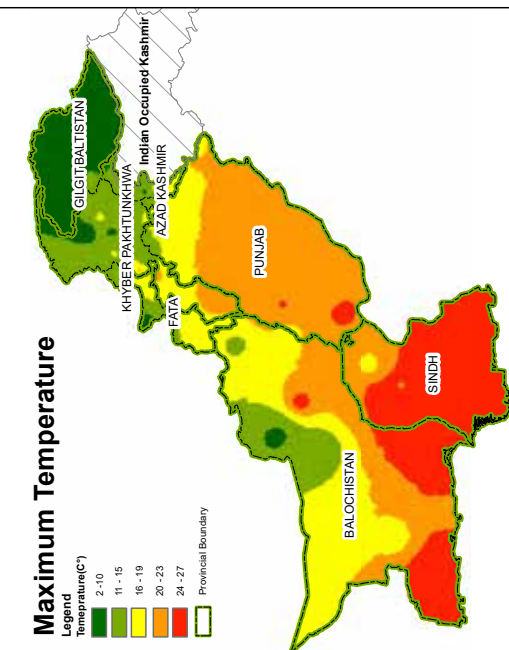 Maximum Temperature
Legend
Temeprature(C°)
2 -10
11 - 15
16 - 19
20 - 23
24 - 27
Provincial Boundary
GILGIT BALTISTAN
Indian Occupied Kashmir
KHYBER PAKHTUNKHWA
AZAD KASHMIR
FATA
PUNJAB
BALOCHISTAN
SINDH